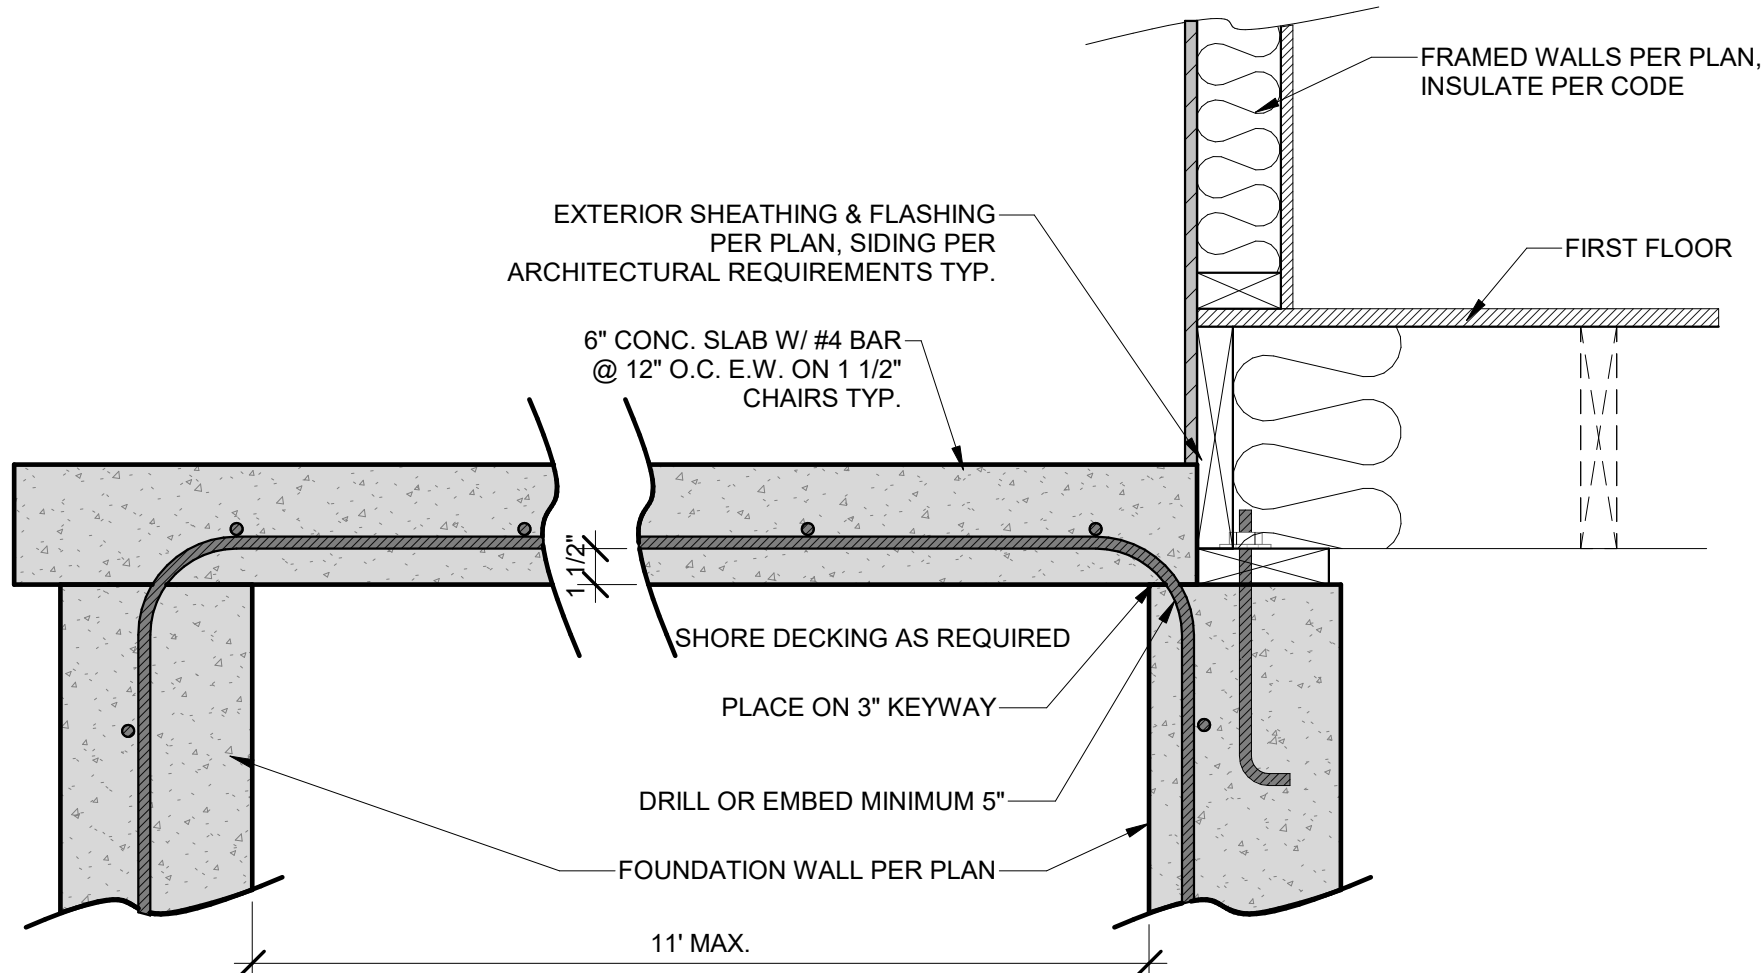 FRAMED WALLS PER PLAN,
INSULATE PER CODE
EXTERIOR SHEATHING & FLASHING
PER PLAN, SIDING PER
ARCHITECTURAL REQUIREMENTS TYP.
FIRST FLOOR
6" CONC. SLAB W/ #4 BAR
@ 12" O.C. E.W. ON 1 1/2"
CHAIRS TYP.
1 1/2"
SHORE DECKING AS REQUIRED
PLACE ON 3" KEYWAY
DRILL OR EMBED MINIMUM 5"
FOUNDATION WALL PER PLAN
11' MAX.